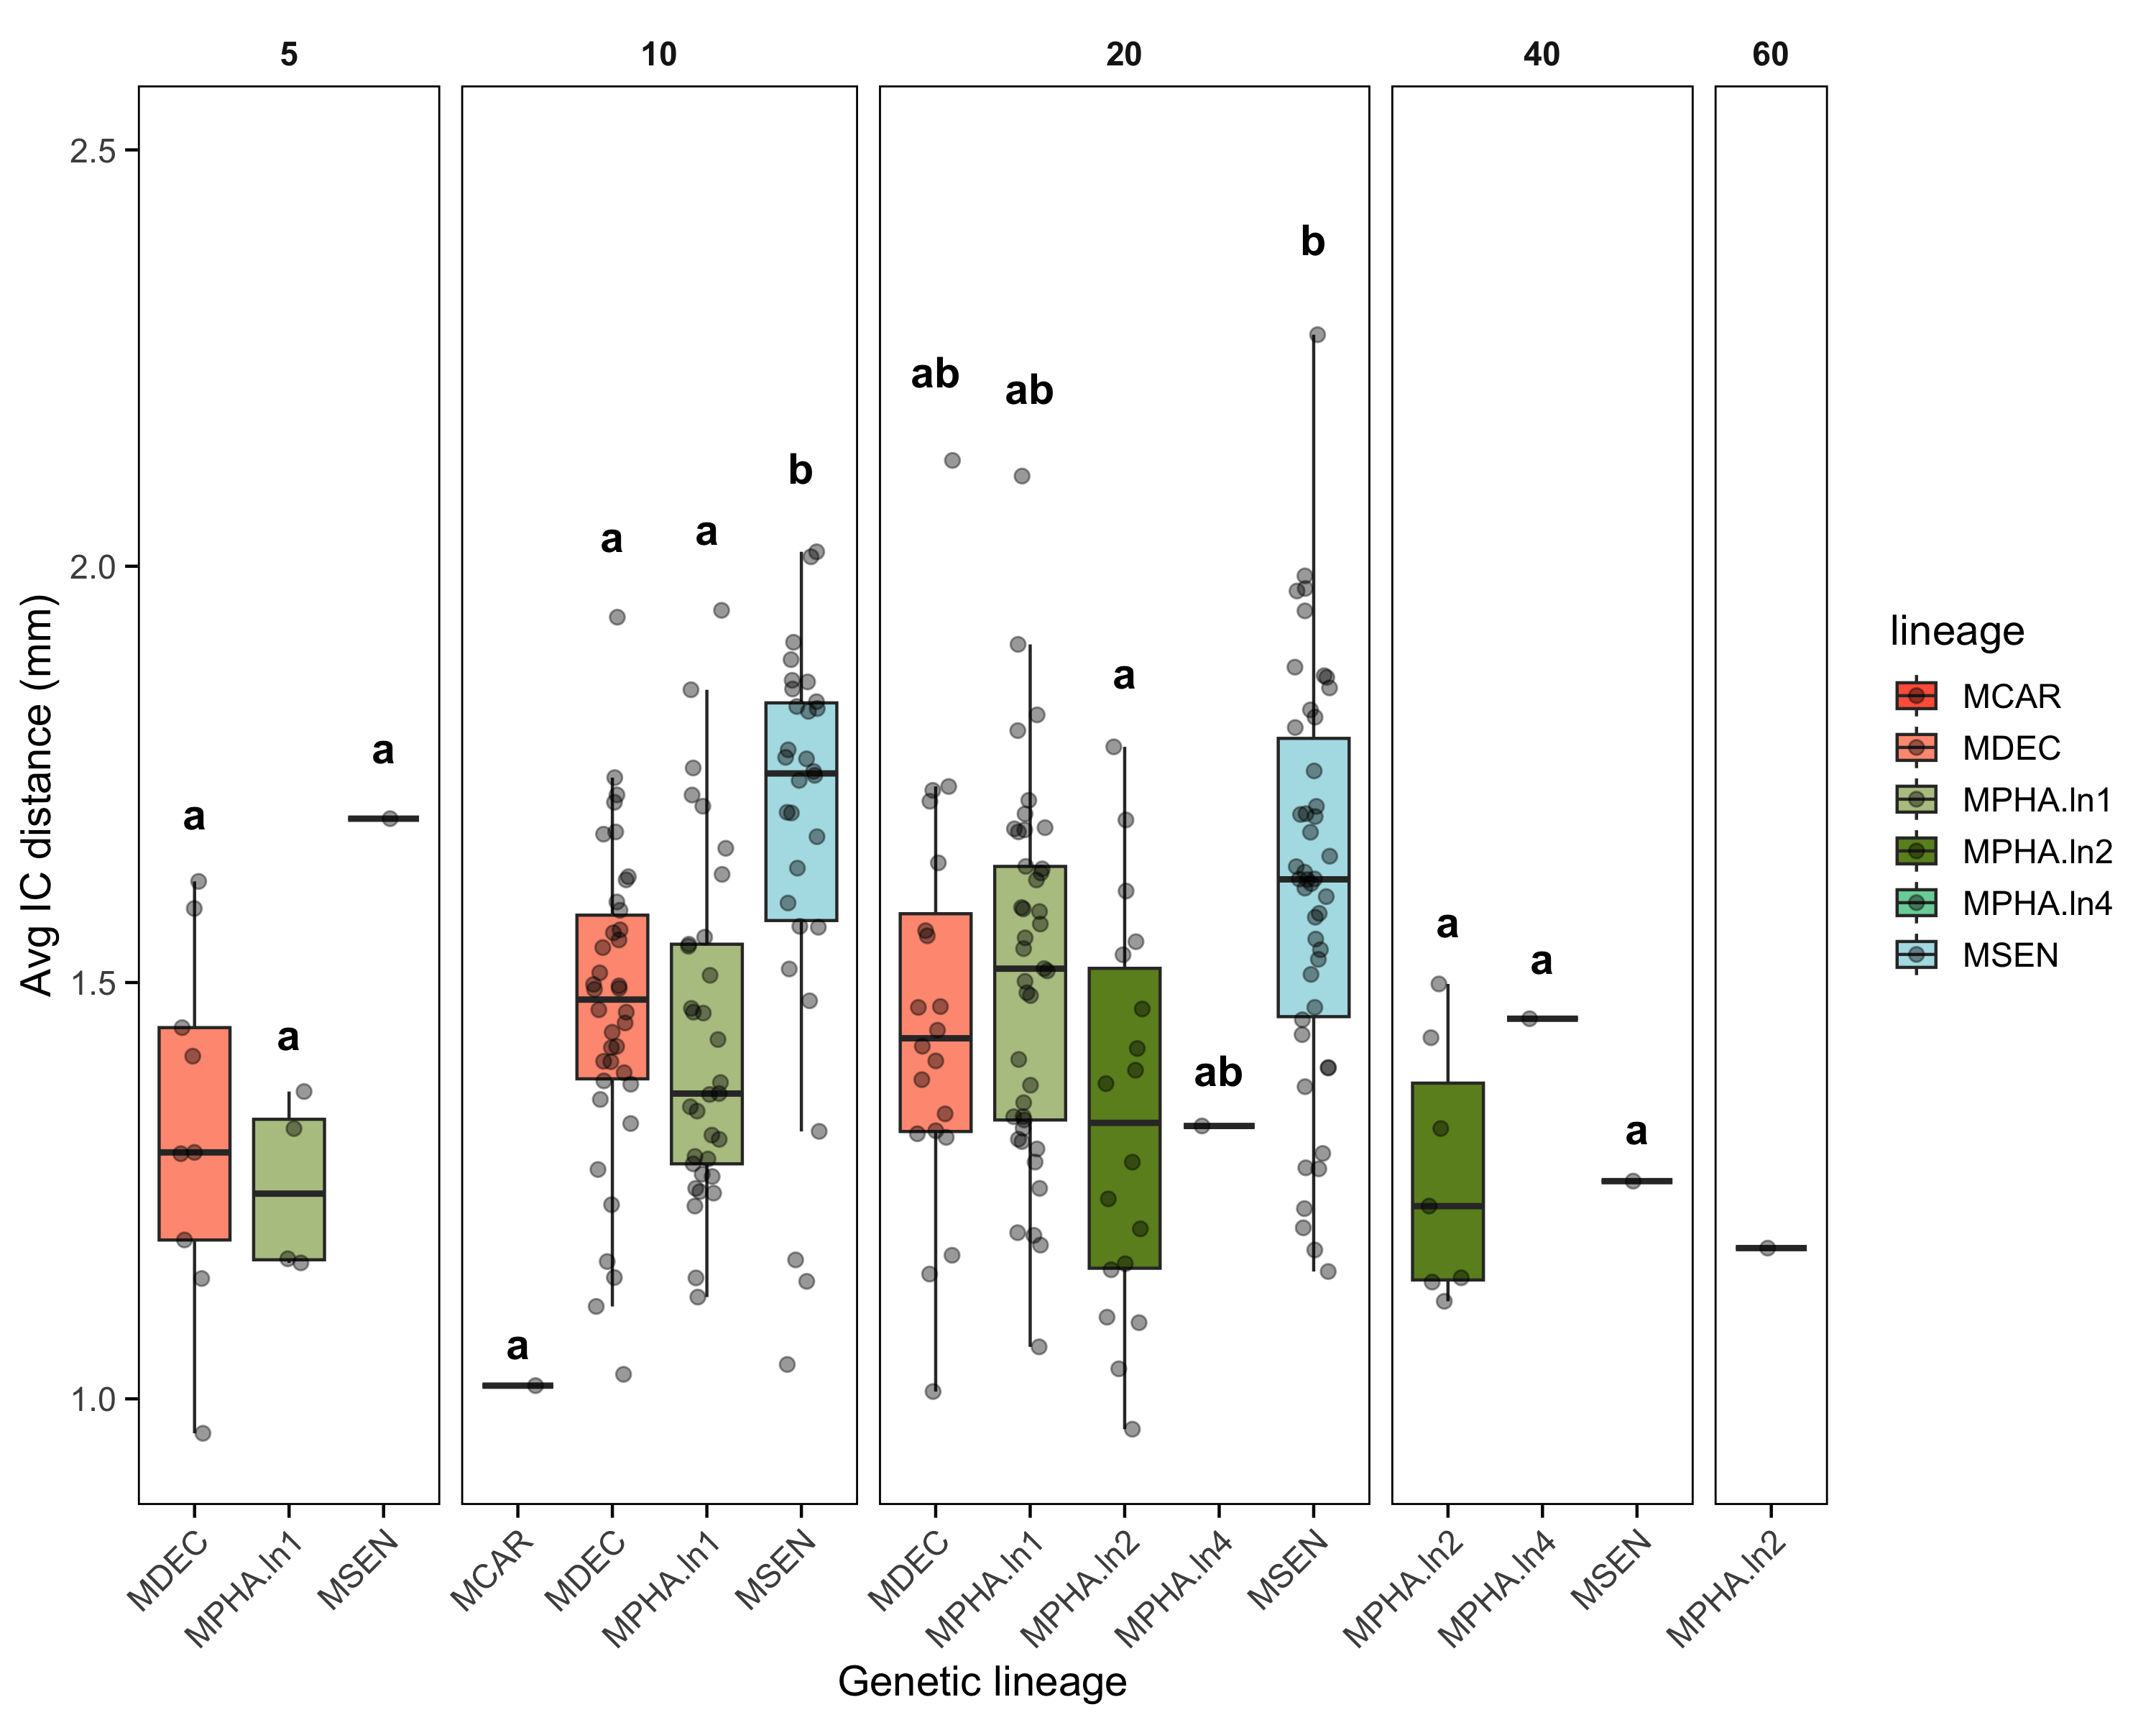 5 10 20 40 60
2.5
2.0
1.5
1.0
Avg IC distance (mm)
a a a
a a a b
ab ab a ab b
a a a
MDEC MPHA.ln1 MSEN
MCAR MDEC MPHA.ln1 MSEN
MDEC MPHA.ln1 MPHA.ln2 MPHA.ln4 MSEN
MPHA.ln2 MPHA.ln4 MSEN
MPHA.ln2
Genetic lineage
lineage
MCAR
MDEC
MPHA.ln1
MPHA.ln2
MPHA.ln4
MSEN